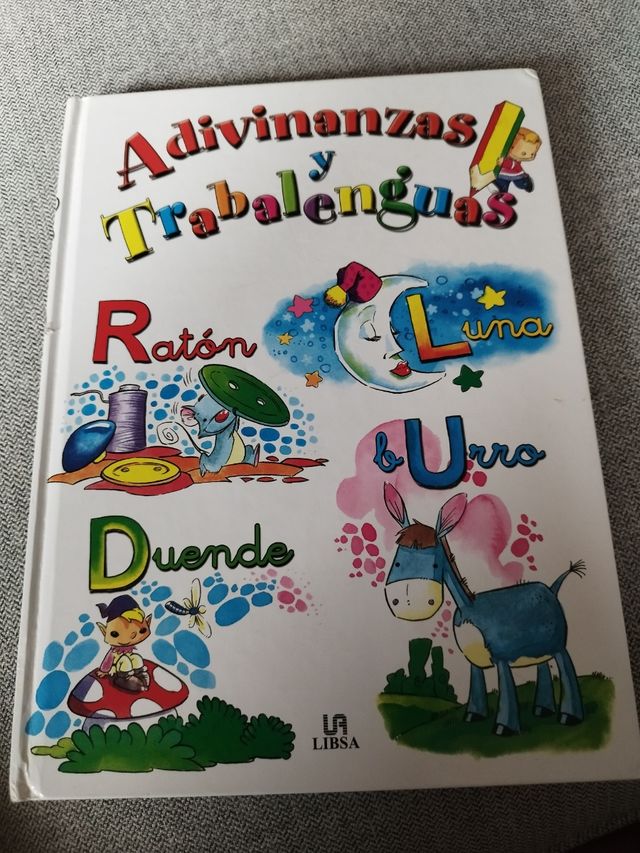 Adivinanzas
y
Trabalenguas
Ratón
Luna
bUrro
Duende
LIBSA